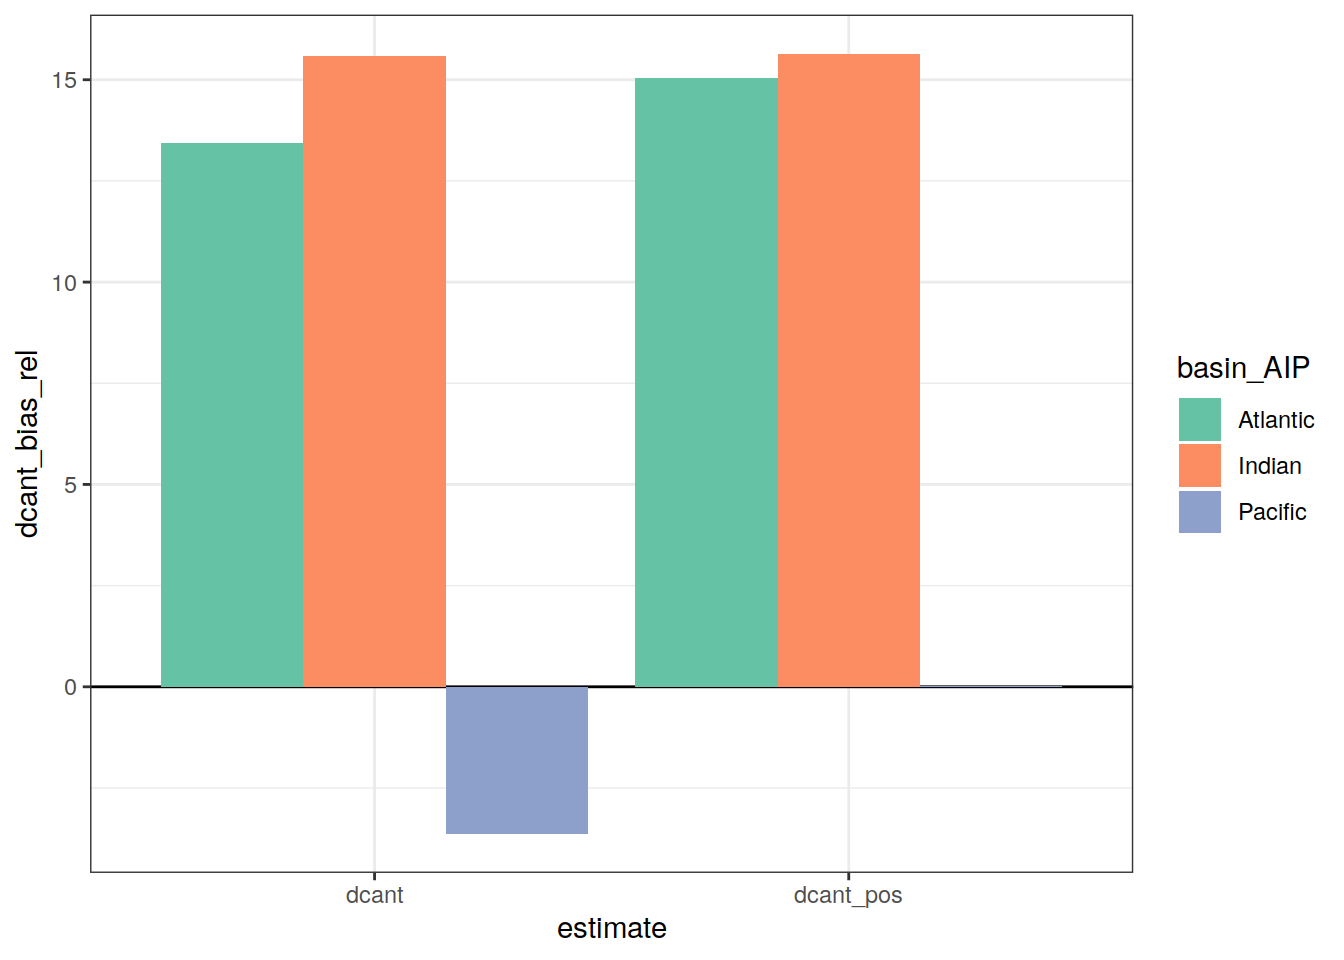 15
10
5
0
dcant_bias_rel
dcant
dcant_pos
estimate
basin_AIP
Atlantic
Indian
Pacific